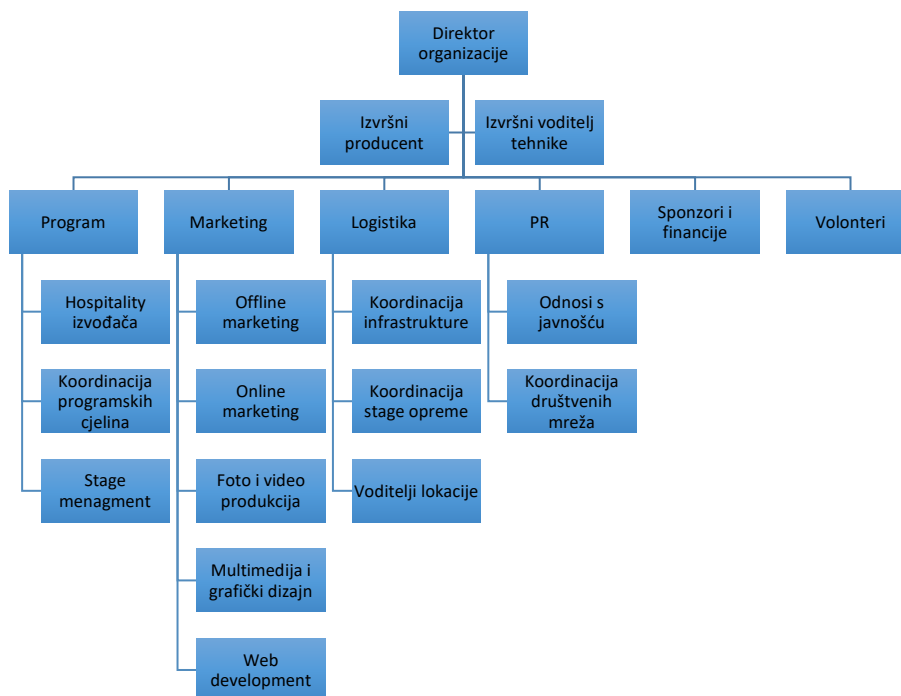 Direktor
organizacije
Izvršni
producent
Izvršni voditelj
tehnike
Program
Marketing
Logistika
PR
Sponzori i
financije
Volonteri
Hospitality
izvođača
Koordinacija
programskih
cjelina
Stage
menagment
Offline
marketing
Online
marketing
Foto i video
produkcija
Multimedija i
grafički dizajn
Web
development
Koordinacija
infrastrukture
Koordinacija
stage opreme
Voditelji lokacije
Odnosi s
javnošću
Koordinacija
društvenih
mreža